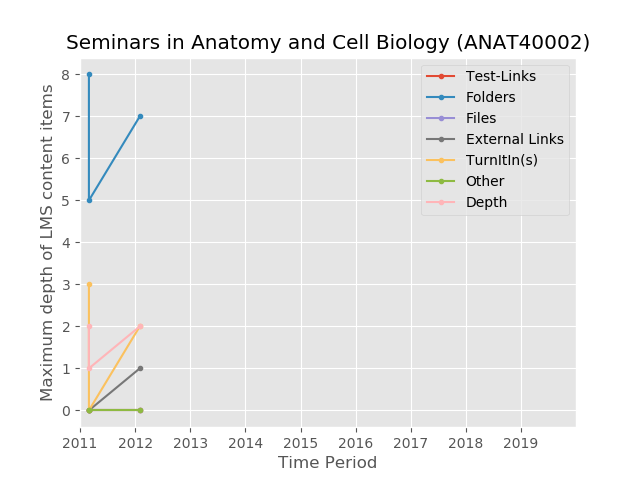 Seminars in Anatomy and Cell Biology (ANAT40002)
Maximum depth of LMS content items
8
7
6
5
4
3
2
1
0
Test-Links
Folders
Files
External Links
TurnItIn(s)
Other
Depth
2011 2012 2013 2014 2015 2016 2017 2018 2019
Time Period